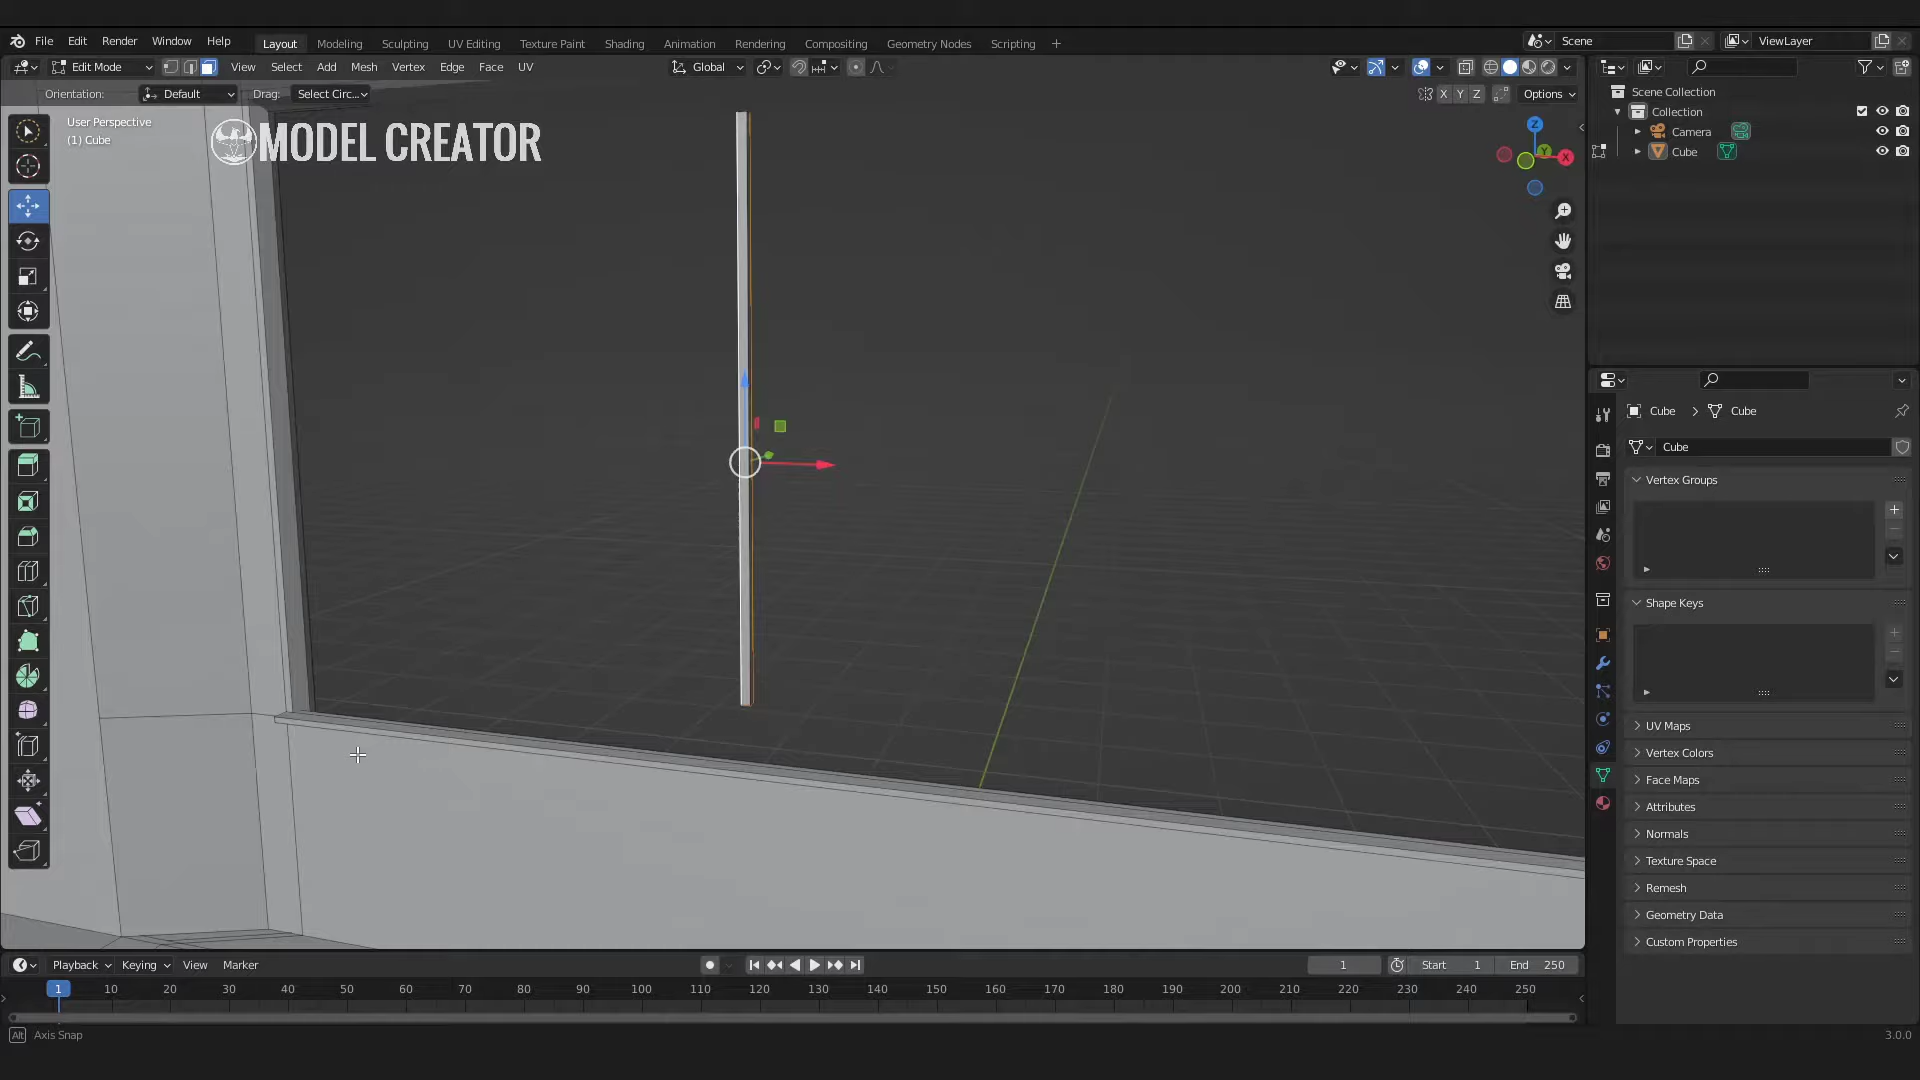 File Edit Render Window Help Layout Modeling Sculpting UV Editing Texture Paint Shading Animation Rendering Compositing Geometry Nodes Scripting + Scene ViewLayer
Edit Mode View Select Add Mesh Vertex Edge Face UV Global
Orientation: Default Drag: Select Circ... X Y Z Options
User Perspective
(1) Cube
MODEL CREATOR
Z
Y
X
Scene Collection
Collection
Camera
Cube
Cube Cube
Cube
Vertex Groups
Shape Keys
UV Maps
Vertex Colors
Face Maps
Attributes
Normals
Texture Space
Remesh
Geometry Data
Custom Properties
Playback Keying View Marker 1 Start 1 End 250
1 10 20 30 40 50 60 70 80 90 100 110 120 130 140 150 160 170 180 190 200 210 220 230 240 250
Alt Axis Snap 3.0.0